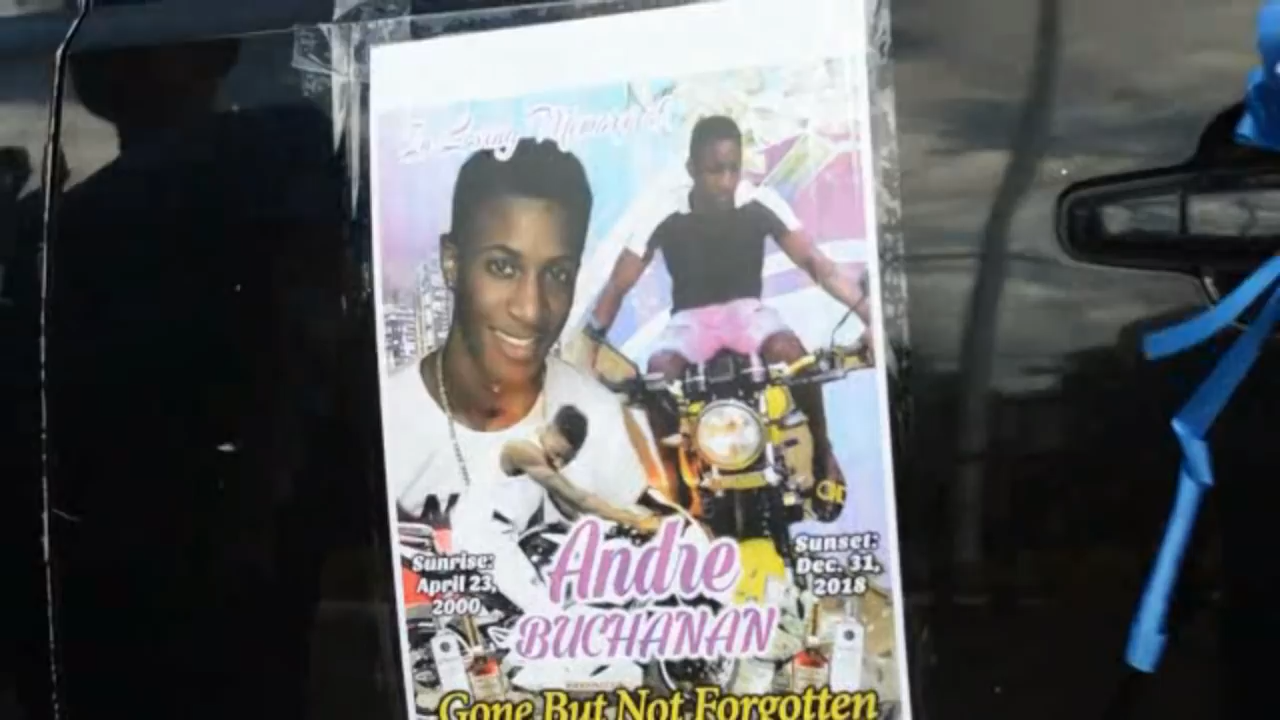 In Loving Memory of
Sunrise:
April 23,
2000
Andre
BUCHANAN
Sunset:
Dec. 31,
2018
Gone But Not Forgotten